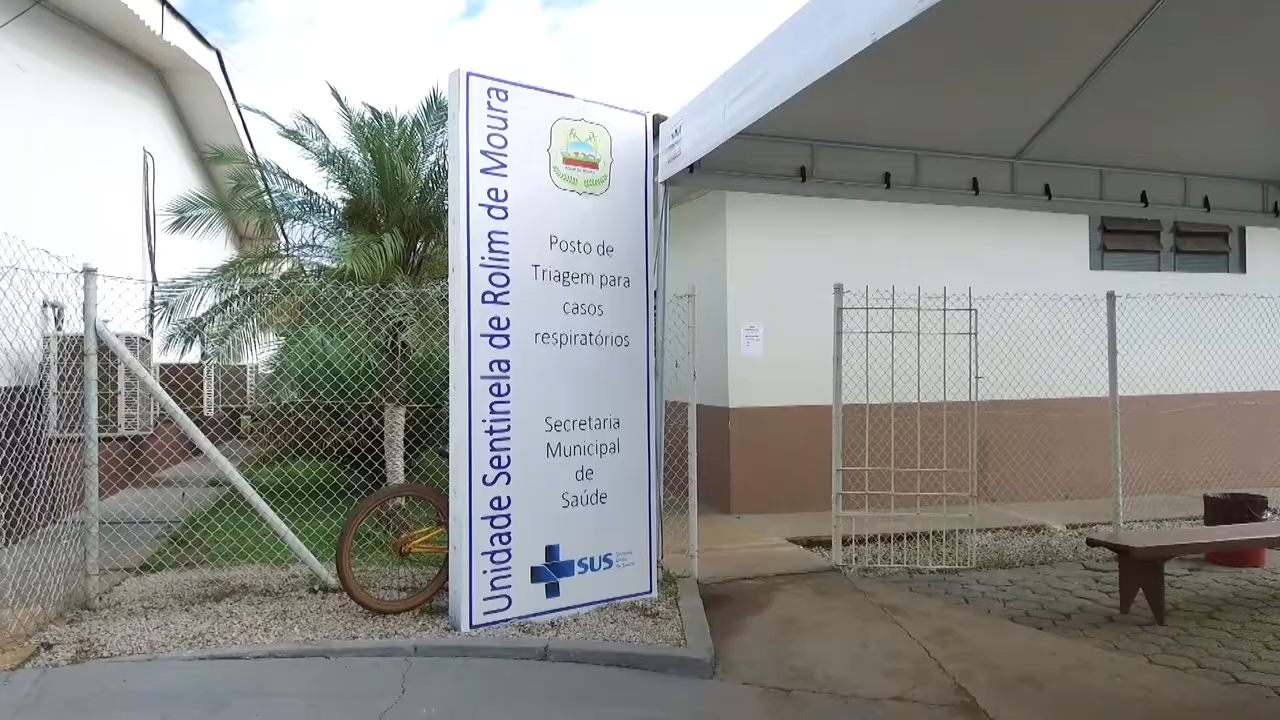 Unidade Sentinela de Rolim de Moura
Posto de
Triagem para
casos
respiratórios
Secretaria
Municipal
de
Saúde
SUS